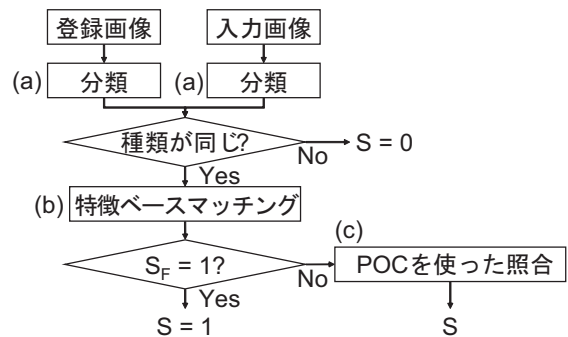 登録画像
入力画像
(a)
分類
(a)
分類
種類が同じ?
No
S = 0
Yes
(b)
特徴ベースマッチング
(c)
S_F = 1?
No
POCを使った照合
Yes
S = 1
S